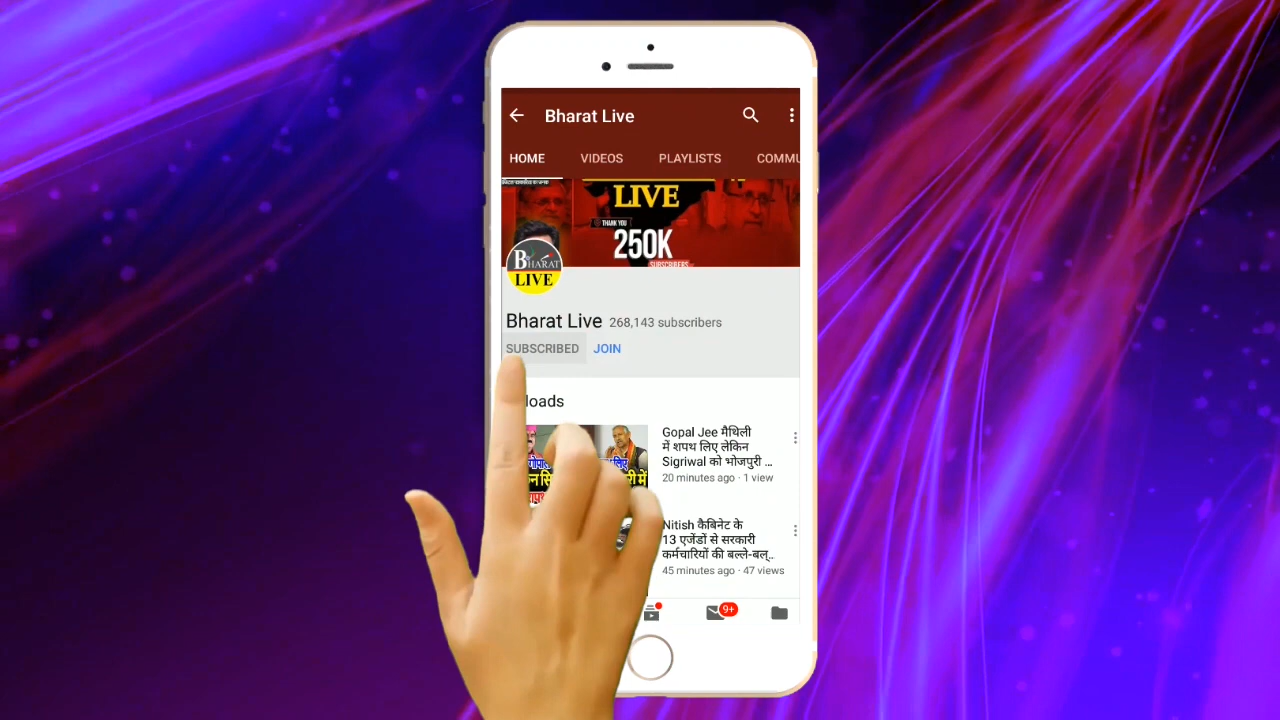 Bharat Live
HOME VIDEOS PLAYLISTS COMMU
LIVE
THANK YOU
250K
SUBSCRIBERS
BHARAT
LIVE
Bharat Live 268,143 subscribers
SUBSCRIBED JOIN
loads
Gopal Jee मैथिली
में शपथ लिए लेकिन
Sigriwal को भोजपुरी ...
20 minutes ago · 1 view
Nitish कैबिनेट के
13 एजेंडों से सरकारी
कर्मचारियों की बल्ले-बल्..
45 minutes ago · 47 views
9+